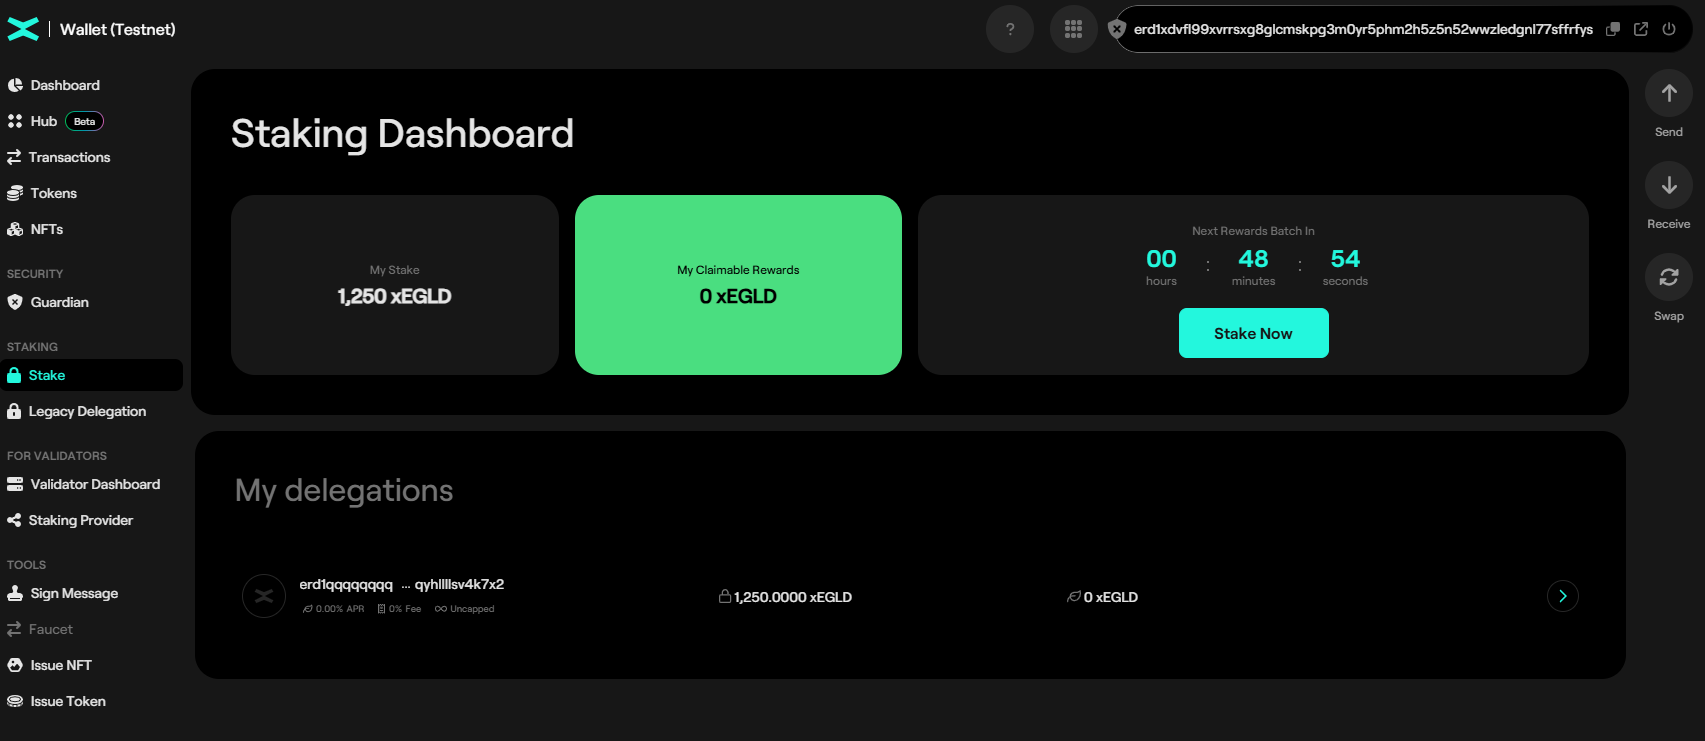 Wallet (Testnet)
?
erd1xdvfl99xvrrsxg8glcmskpg3m0yr5phm2h5z5n52wwzledgnl77sffrfys
Dashboard
Hub Beta
Transactions
Tokens
NFTs
SECURITY
Guardian
STAKING
Stake
Legacy Delegation
FOR VALIDATORS
Validator Dashboard
Staking Provider
TOOLS
Sign Message
Faucet
Issue NFT
Issue Token
Staking Dashboard
My Stake
1,250 xEGLD
My Claimable Rewards
0 xEGLD
Next Rewards Batch In
00 : 48 : 54
hours minutes seconds
Stake Now
My delegations
erd1qqqqqqqq ... qyhllllsv4k7x2
0.00% APR 0% Fee Uncapped
1,250.0000 xEGLD
0 xEGLD
Send
Receive
Swap